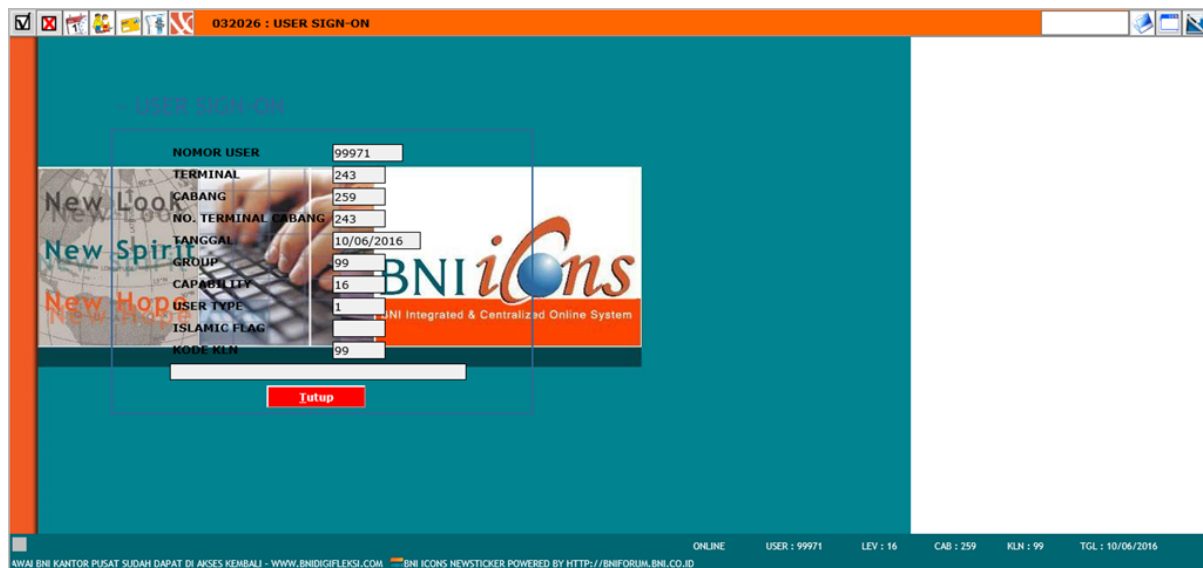 032026 : USER SIGN-ON
- USER SIGN-ON
NOMOR USER 99971
TERMINAL 243
CABANG 259
NO. TERMINAL CABANG 243
TANGGAL 10/06/2016
GROUP 99
CAPABILITY 16
USER TYPE 1
ISLAMIC FLAG
KODE KLN 99
Tutup
New Look
New Spirit
New Hope
BNI icons
BNI Integrated & Centralized Online System
ONLINE USER : 99971 LEV : 16 CAB : 259 KLN : 99 TGL : 10/06/2016
AWAI BNI KANTOR PUSAT SUDAH DAPAT DI AKSES KEMBALI - WWW.BNIDIGIFLEKSI.COM BNI ICONS NEWSTICKER POWERED BY HTTP://BNIFORUM.BNI.CO.ID